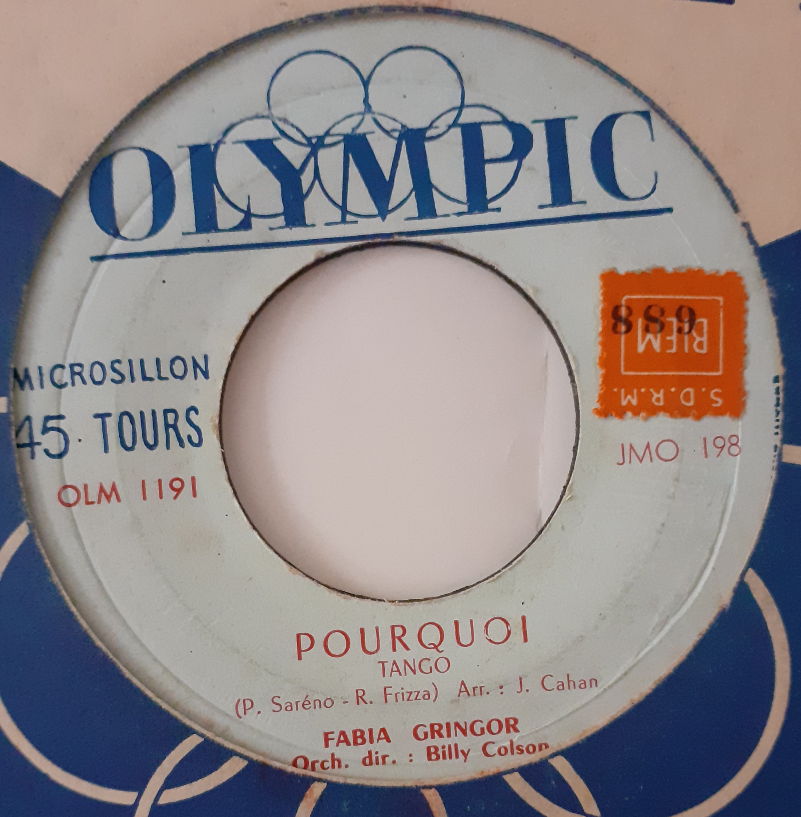 OLYMPIC
MICROSILLON
45 TOURS
OLM 1191
889
BIEM
S.D.R.M.
JMO 198
POURQUOI
TANGO
(P. Saréno - R. Frizza) Arr. : J. Cahan
FABIA GRINGOR
Orch. dir. : Billy Colson